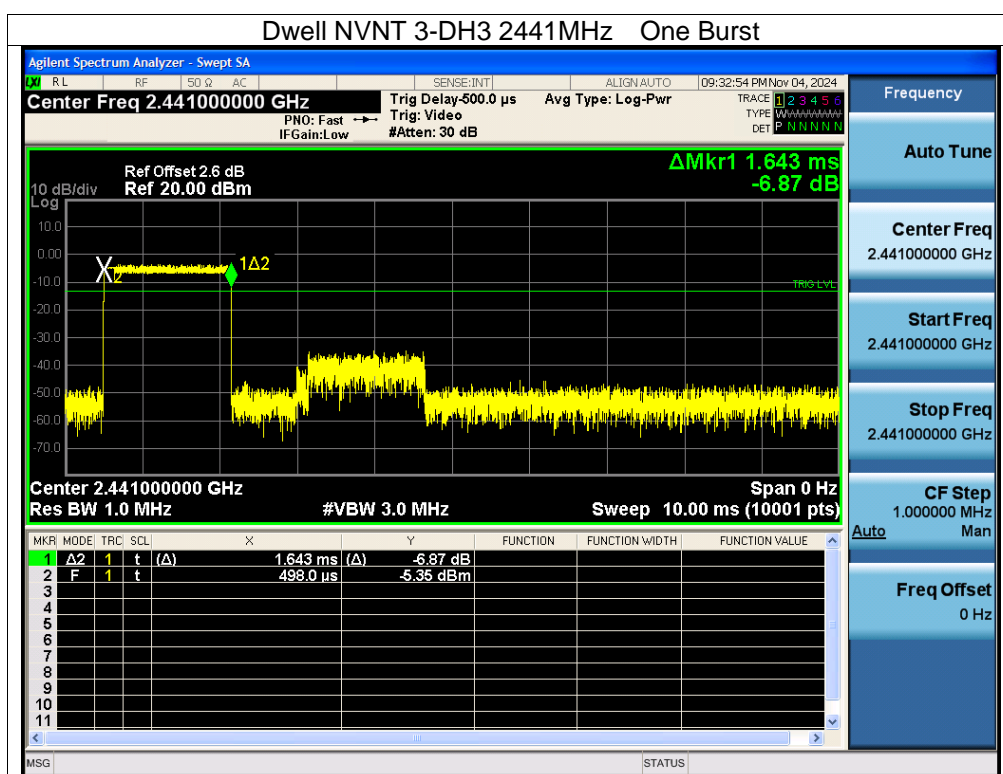 Dwell NVNT 3-DH3 2441MHz One Burst
Agilent Spectrum Analyzer - Swept SA
LXI RL RF 50 Ω AC SENSE:INT ALIGN AUTO 09:32:54 PM Nov 04, 2024
Center Freq 2.441000000 GHz Trig Delay-500.0 µs Avg Type: Log-Pwr TRACE 1 2 3 4 5 6
PNO: Fast Trig: Video TYPE WWWWWW
IFGain:Low #Atten: 30 dB DET P N N N N N
Frequency
Auto Tune
Center Freq
2.441000000 GHz
Start Freq
2.441000000 GHz
Stop Freq
2.441000000 GHz
CF Step
1.000000 MHz
Auto Man
Freq Offset
0 Hz
ΔMkr1 1.643 ms
-6.87 dB
Ref Offset 2.6 dB
10 dB/div Ref 20.00 dBm
Log
10.0
0.00
-10.0
-20.0
-30.0
-40.0
-50.0
-60.0
-70.0
1Δ2
2
TRIG LVL
Center 2.441000000 GHz Span 0 Hz
Res BW 1.0 MHz #VBW 3.0 MHz Sweep 10.00 ms (10001 pts)
MKR MODE TRC SCL X Y FUNCTION FUNCTION WIDTH FUNCTION VALUE
1 Δ2 1 t (Δ) 1.643 ms (Δ) -6.87 dB
2 F 1 t 498.0 µs -5.35 dBm
3
4
5
6
7
8
9
10
11
MSG STATUS